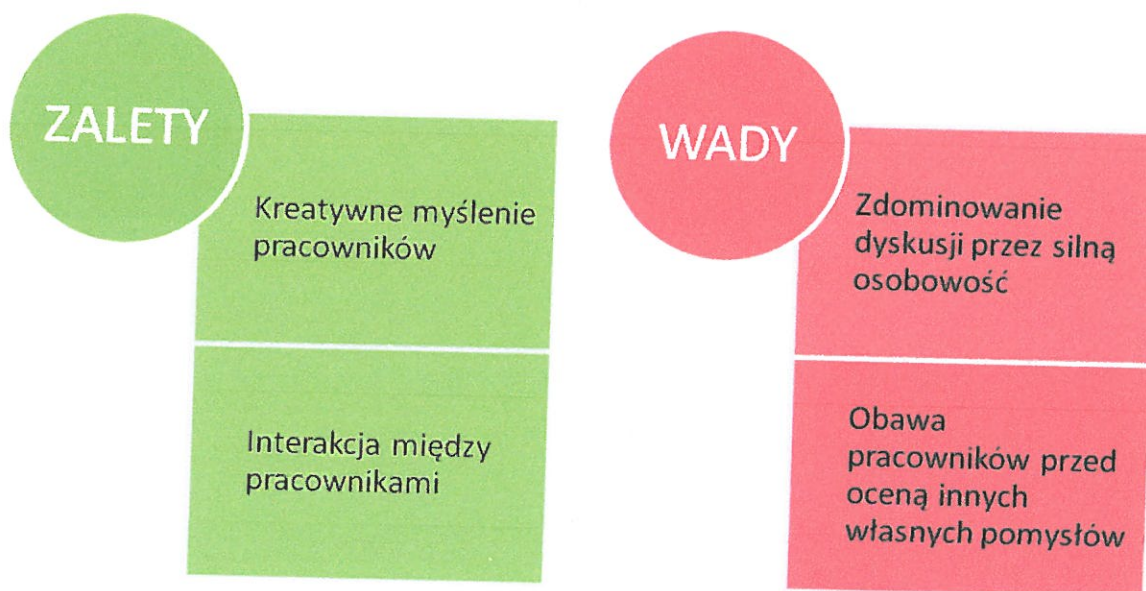 ZALETY
Kreatywne myślenie
pracowników
Interakcja między
pracownikami
WADY
Zdominowanie
dyskusji przez silną
osobowość
Obawa
pracowników przed
oceną innych
własnych pomysłów